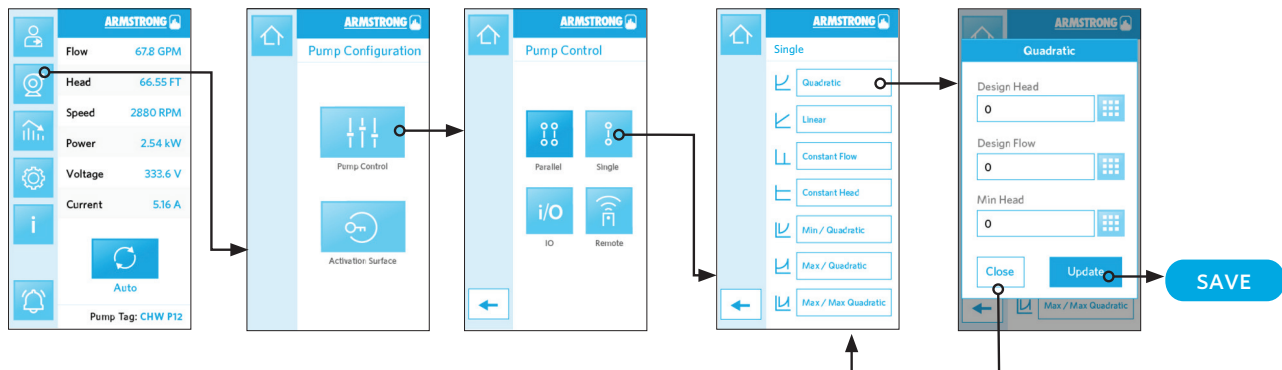 ARMSTRONG
Flow 67.8 GPM
Head 66.55 FT
Speed 2880 RPM
Power 2.54 kW
Voltage 333.6 V
Current 5.16 A
i
Auto
Pump Tag: CHW P12
ARMSTRONG
Pump Configuration
Pump Control
Activation Surface
ARMSTRONG
Pump Control
Parallel Single
i/O
IO Remote
ARMSTRONG
Single
Quadratic
Linear
Constant Flow
Constant Head
Min / Quadratic
Max / Quadratic
Max / Max Quadratic
ARMSTRONG
Quadratic
Design Head
0
Design Flow
0
Min Head
0
Close Update
Max / Max Quadratic
SAVE